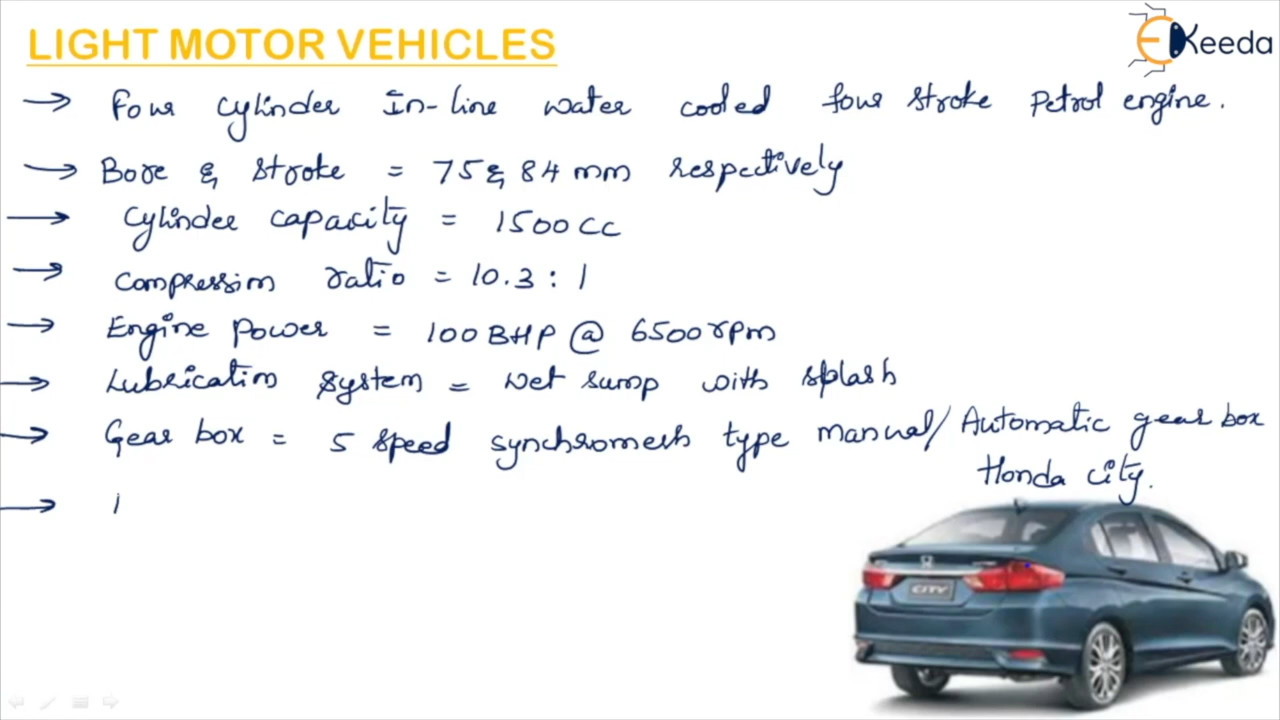 LIGHT MOTOR VEHICLES
EKeeda
→ Four cylinder In-line water cooled four stroke Petrol engine.
→ Bore & stroke = 75 & 84 mm respectively
→ Cylinder capacity = 1500 CC
→ Compression ratio = 10.3 : 1
→ Engine Power = 100 BHP @ 6500 rpm
→ Lubrication System = Wet sump with splash
→ Gear box = 5 speed synchromesh type manual/Automatic gear box
Honda city.
→ |
CITY